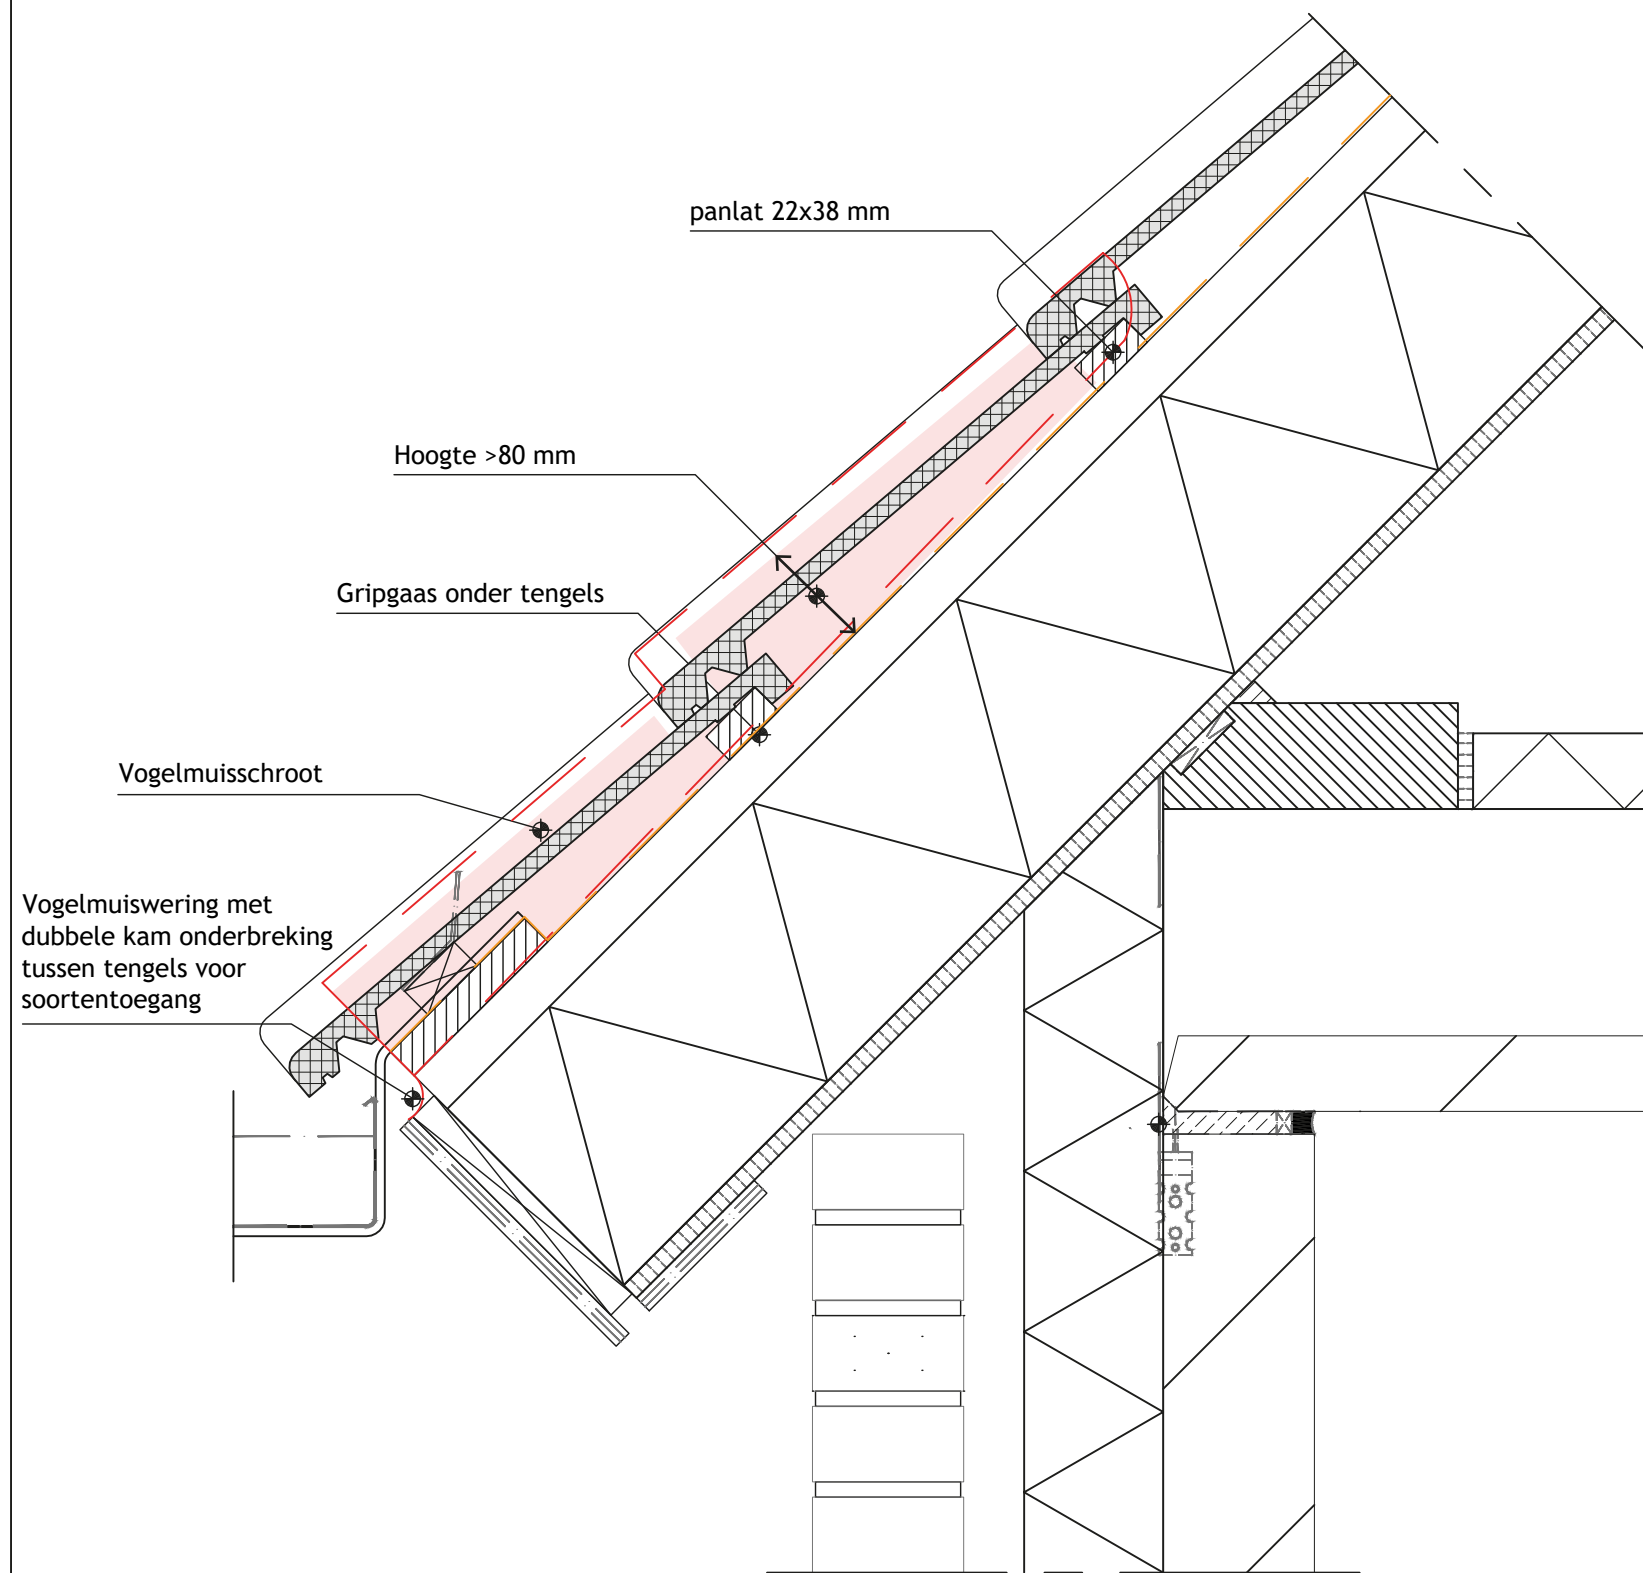 panlat 22x38 mm
Hoogte >80 mm
Gripgaas onder tengels
Vogelmuisschroot
Vogelmuiswering met
dubbele kam onderbreking
tussen tengels voor
soortentoegang